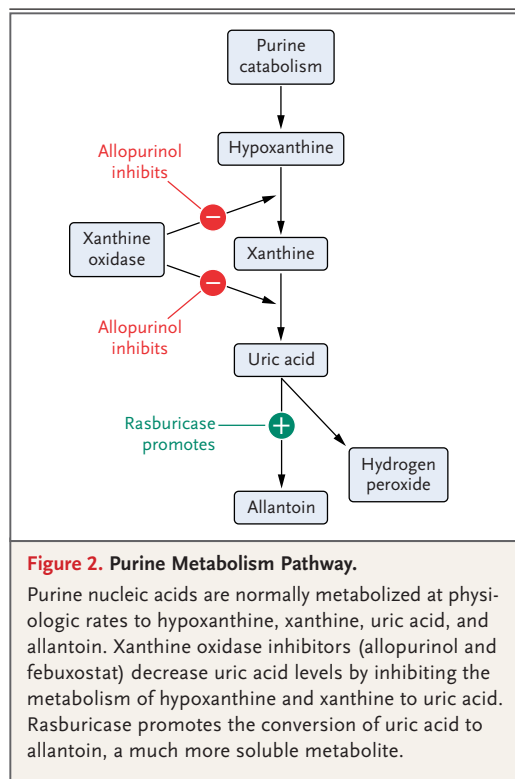 Purine
catabolism
Hypoxanthine
Allopurinol
inhibits
Xanthine
oxidase
Xanthine
Allopurinol
inhibits
Uric acid
Rasburicase
promotes
Hydrogen
peroxide
Allantoin
Figure 2. Purine Metabolism Pathway.
Purine nucleic acids are normally metabolized at physi-
ologic rates to hypoxanthine, xanthine, uric acid, and
allantoin. Xanthine oxidase inhibitors (allopurinol and
febuxostat) decrease uric acid levels by inhibiting the
metabolism of hypoxanthine and xanthine to uric acid.
Rasburicase promotes the conversion of uric acid to
allantoin, a much more soluble metabolite.